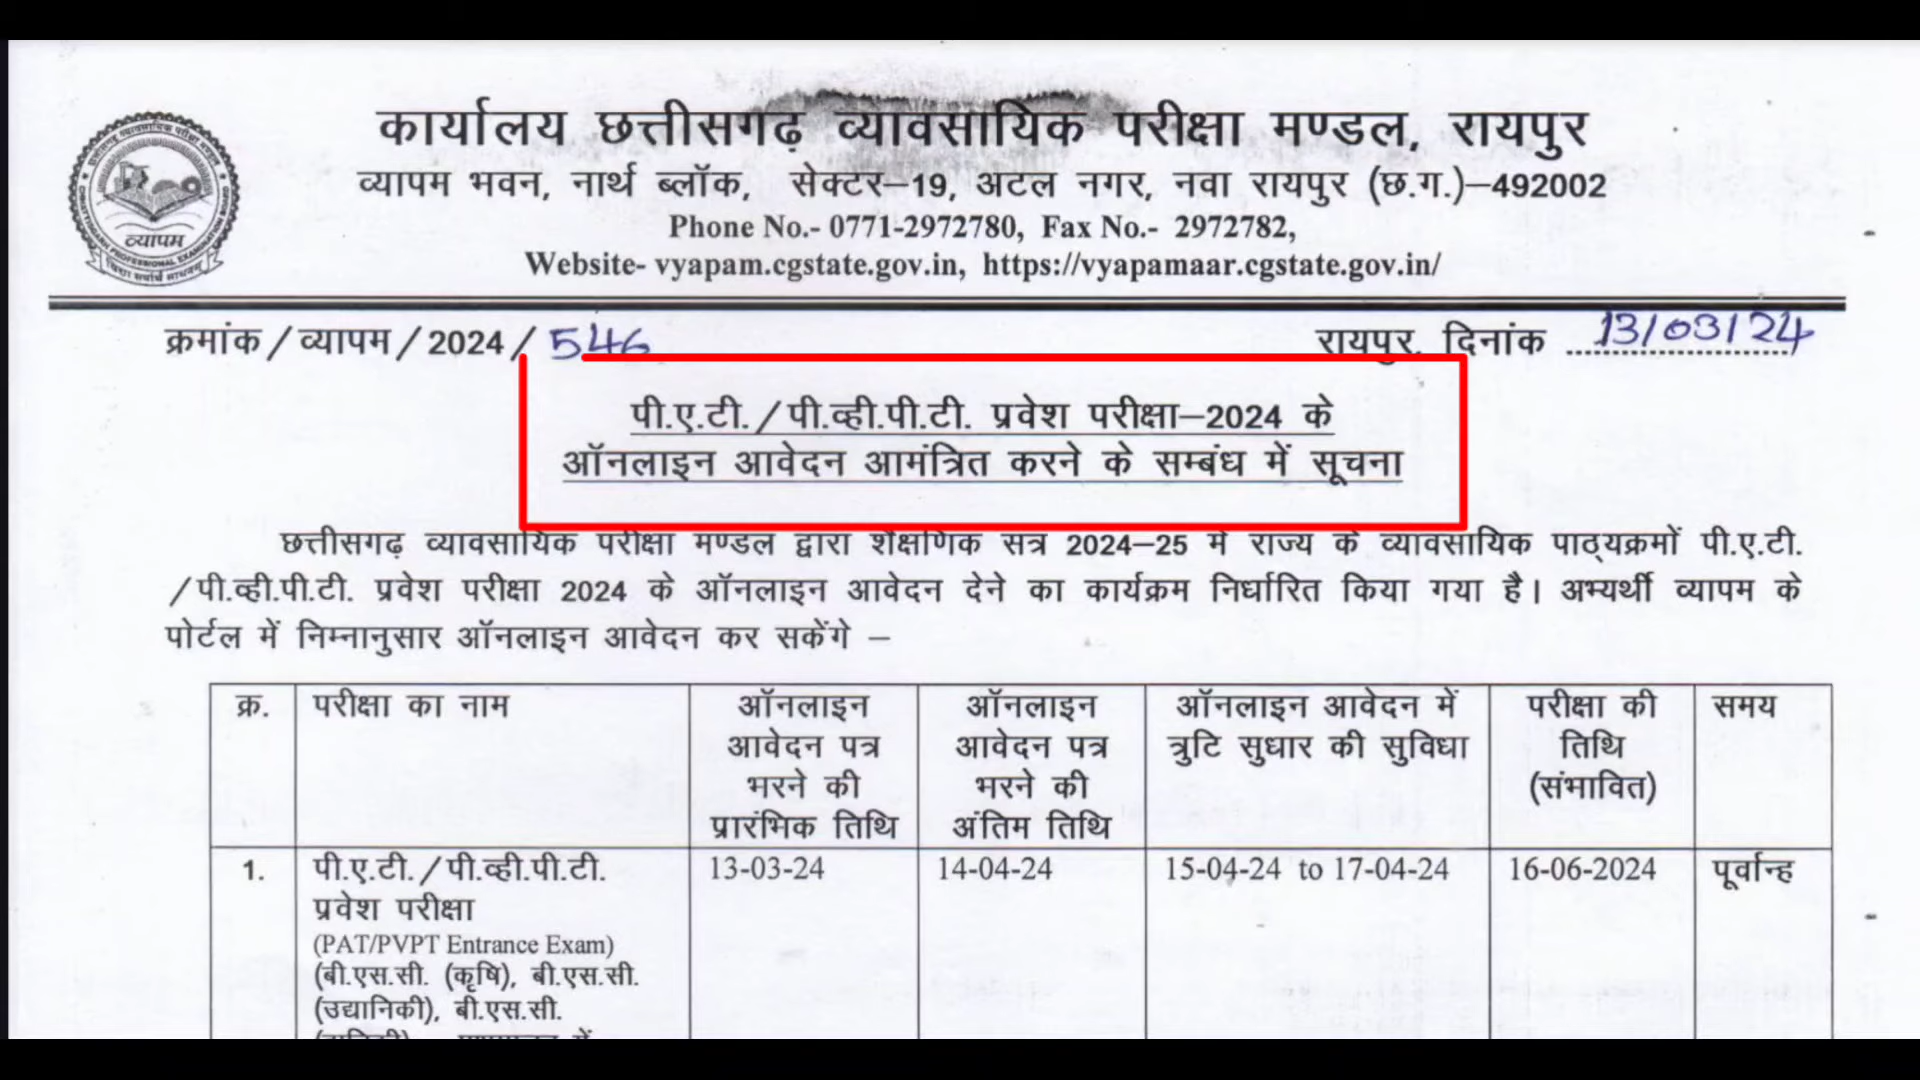 कार्यालय छत्तीसगढ़ व्यावसायिक परीक्षा मण्डल, रायपुर
व्यापम भवन, नार्थ ब्लॉक, सेक्टर–19, अटल नगर, नवा रायपुर (छ.ग.)–492002
Phone No.- 0771-2972780, Fax No.- 2972782,
Website- vyapam.cgstate.gov.in, https://vyapamaar.cgstate.gov.in/
व्यापम
क्रमांक/व्यापम/2024/ 546
रायपुर, दिनांक 13/03/24
पी.ए.टी./पी.व्ही.पी.टी. प्रवेश परीक्षा–2024 के
ऑनलाइन आवेदन आमंत्रित करने के सम्बंध में सूचना
छत्तीसगढ़ व्यावसायिक परीक्षा मण्डल द्वारा शैक्षणिक सत्र 2024–25 में राज्य के व्यावसायिक पाठ्यक्रमों पी.ए.टी.
/पी.व्ही.पी.टी. प्रवेश परीक्षा 2024 के ऑनलाइन आवेदन देने का कार्यक्रम निर्धारित किया गया है। अभ्यर्थी व्यापम के
पोर्टल में निम्नानुसार ऑनलाइन आवेदन कर सकेंगे –
क्र.
परीक्षा का नाम
ऑनलाइन
आवेदन पत्र
भरने की
प्रारंभिक तिथि
ऑनलाइन
आवेदन पत्र
भरने की
अंतिम तिथि
ऑनलाइन आवेदन में
त्रुटि सुधार की सुविधा
परीक्षा की
तिथि
(संभावित)
समय
1.
पी.ए.टी./पी.व्ही.पी.टी.
प्रवेश परीक्षा
(PAT/PVPT Entrance Exam)
(बी.एस.सी. (कृषि), बी.एस.सी.
(उद्यानिकी), बी.एस.सी.
13-03-24
14-04-24
15-04-24 to 17-04-24
16-06-2024
पूर्वान्ह